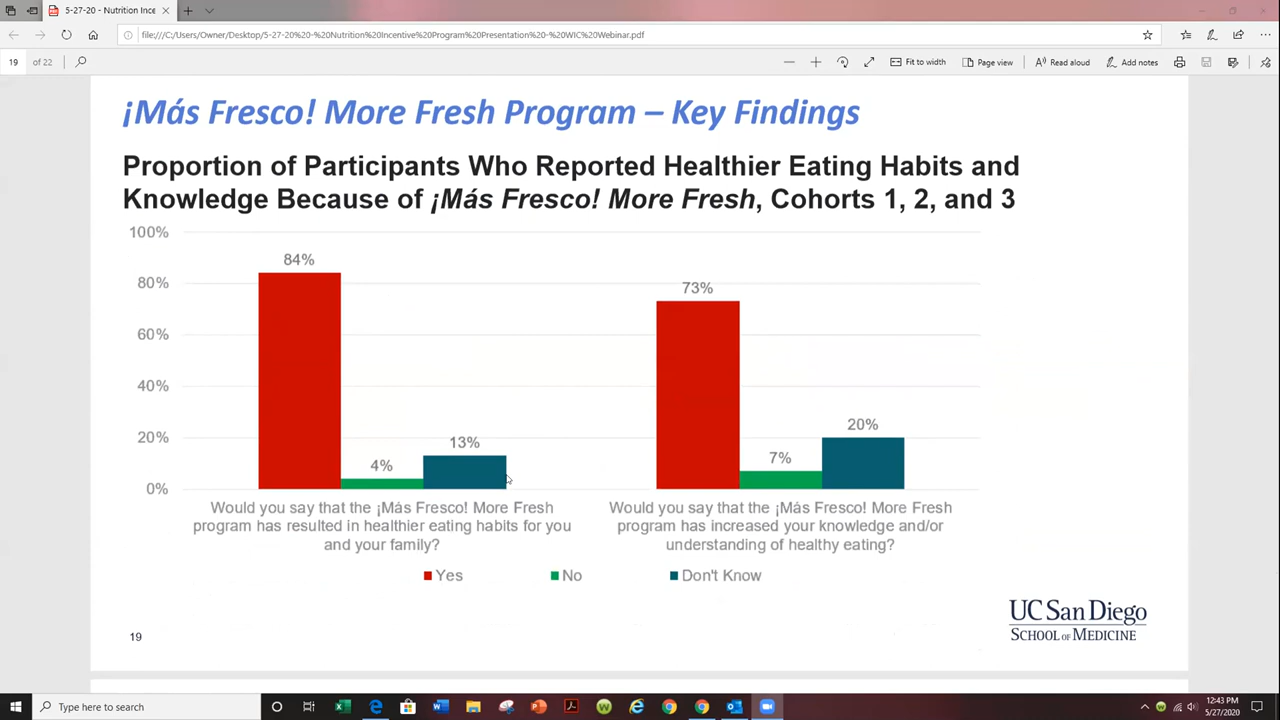 5-27-20 - Nutrition Ince
file:///C:/Users/Owner/Desktop/5-27-20%20-%20Nutrition%20Incentive%20Program%20Presentation%20-%20WIC%20Webinar.pdf
19 of 22
Fit to width
Page view
Read aloud
Add notes
¡Más Fresco! More Fresh Program – Key Findings
Proportion of Participants Who Reported Healthier Eating Habits and
Knowledge Because of ¡Más Fresco! More Fresh, Cohorts 1, 2, and 3
100%
80%
60%
40%
20%
0%
84%
4%
13%
73%
7%
20%
Would you say that the ¡Más Fresco! More Fresh
program has resulted in healthier eating habits for you
and your family?
Would you say that the ¡Más Fresco! More Fresh
program has increased your knowledge and/or
understanding of healthy eating?
Yes
No
Don't Know
UC San Diego
SCHOOL OF MEDICINE
19
Type here to search
12:43 PM
5/27/2020